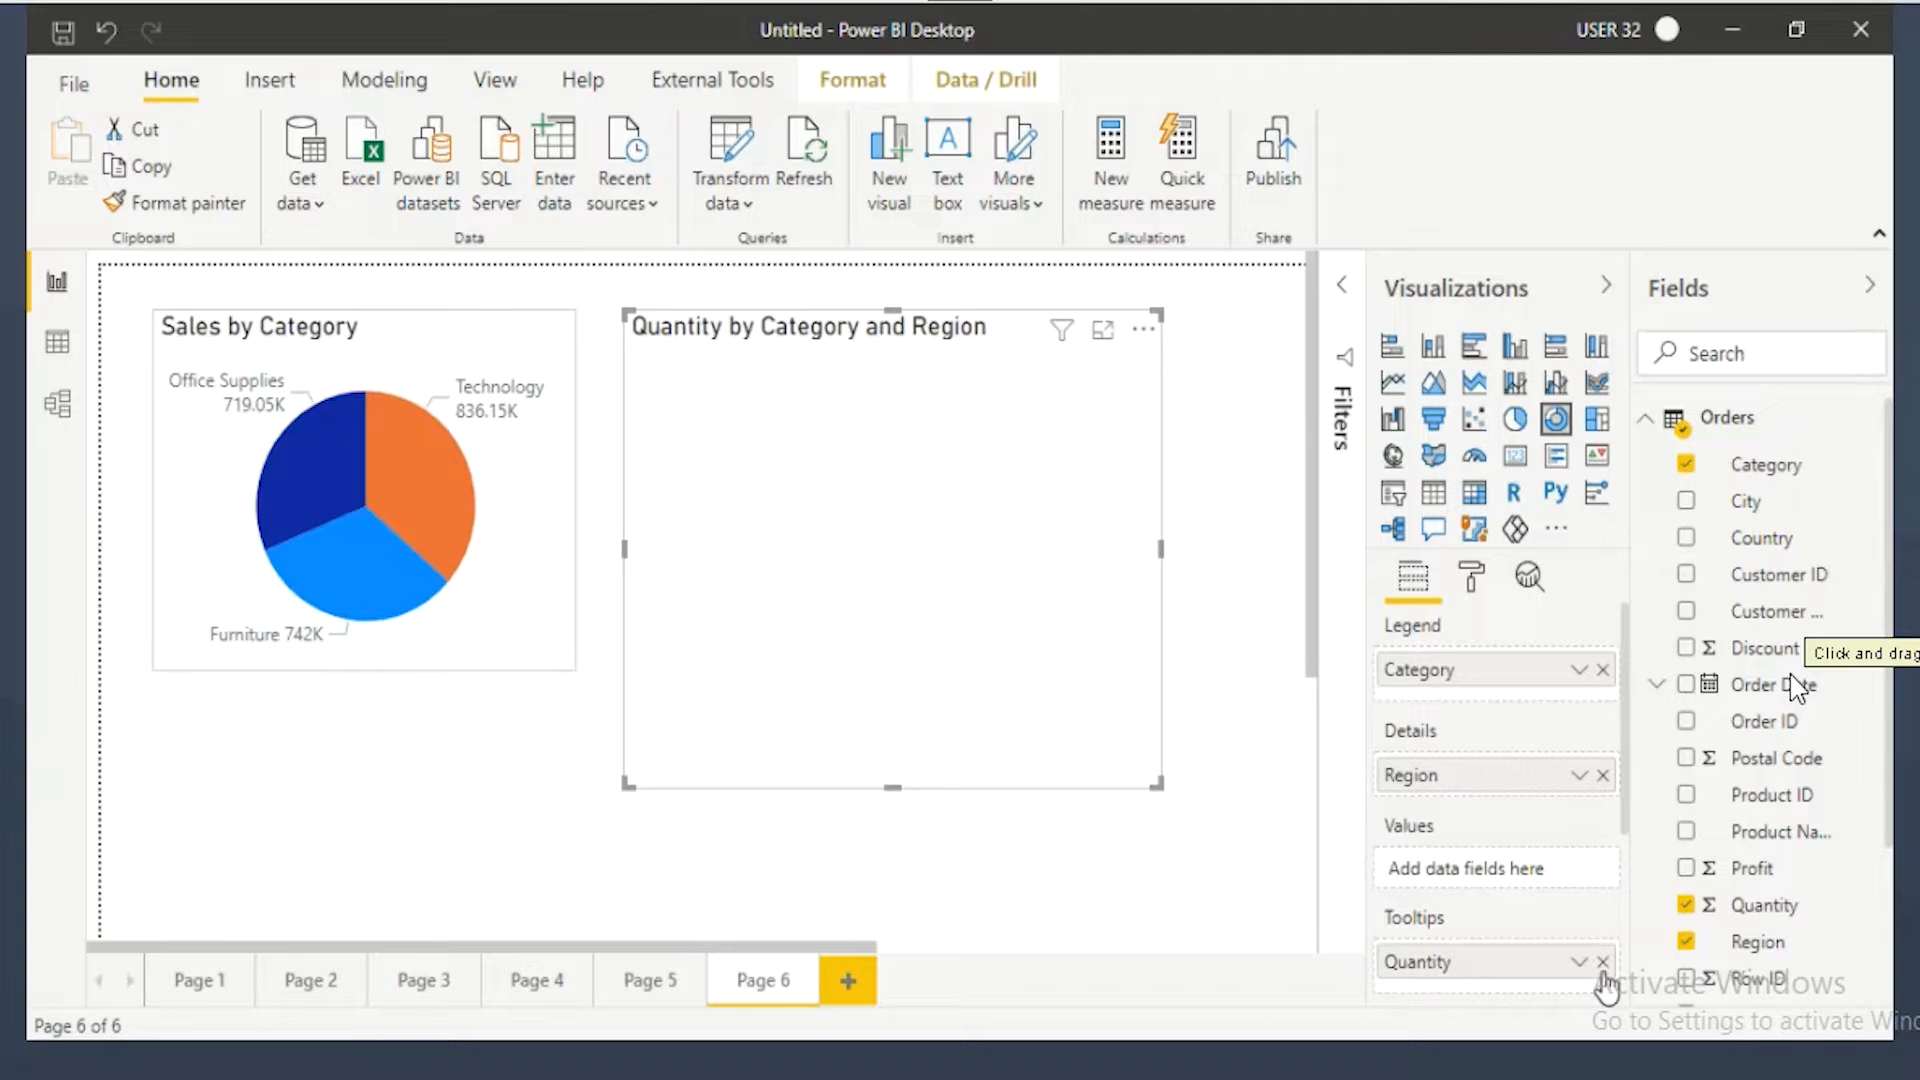 Untitled - Power BI Desktop
USER 32
File
Home
Insert
Modeling
View
Help
External Tools
Format
Data / Drill
Paste
Cut
Copy
Format painter
Clipboard
Get data
Excel
Power BI datasets
SQL Server
Enter data
Recent sources
Data
Transform data
Refresh
Queries
New visual
A
Text box
More visuals
Insert
New measure
Quick measure
Calculations
Publish
Share
Sales by Category
Office Supplies
719.05K
Technology
836.15K
Furniture 742K
Quantity by Category and Region
Filters
Visualizations
123
R
Py
Legend
Category
Details
Region
Values
Add data fields here
Tooltips
Quantity
Fields
Search
Orders
Category
City
Country
Customer ID
Customer ...
Σ Discount
Click and drag
Order Date
Order ID
Σ Postal Code
Product ID
Product Na...
Σ Profit
Σ Quantity
Region
Σ Row ID
Activate Windows
Go to Settings to activate Win
Page 1
Page 2
Page 3
Page 4
Page 5
Page 6
+
Page 6 of 6